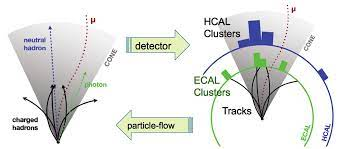 μ
neutral
hadron
CONE
photon
charged
hadrons
detector
particle-flow
HCAL
Clusters
μ
CONE
ECAL
Clusters
Tracks
ECAL
HCAL